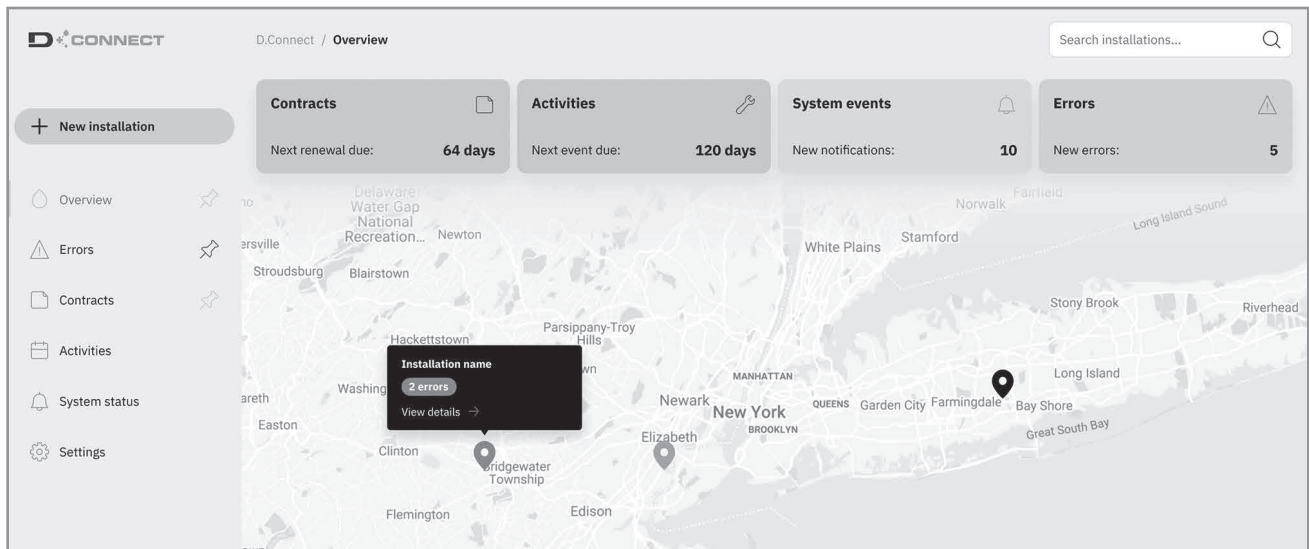 D CONNECT
D.Connect / Overview
Search installations...
New installation
Overview
Errors
Contracts
Activities
System status
Settings
Contracts
Next renewal due: 64 days
Activities
Next event due: 120 days
System events
New notifications: 10
Errors
New errors: 5
Delaware
Water Gap
National
Recreation...
Newton
Fairfield
Norwalk
Long Island Sound
Stamford
White Plains
ersville
Stroudsburg
Blairstown
Stony Brook
Riverhead
Parsippany-Troy
Hills
Hackettstown
Installation name
2 errors
View details
wn
Washing
areth
Easton
MANHATTAN
Long Island
Newark
New York
QUEENS
Garden City
Farmingdale
Bay Shore
BROOKLYN
Great South Bay
Elizabeth
Clinton
Bridgewater
Township
Flemington
Edison